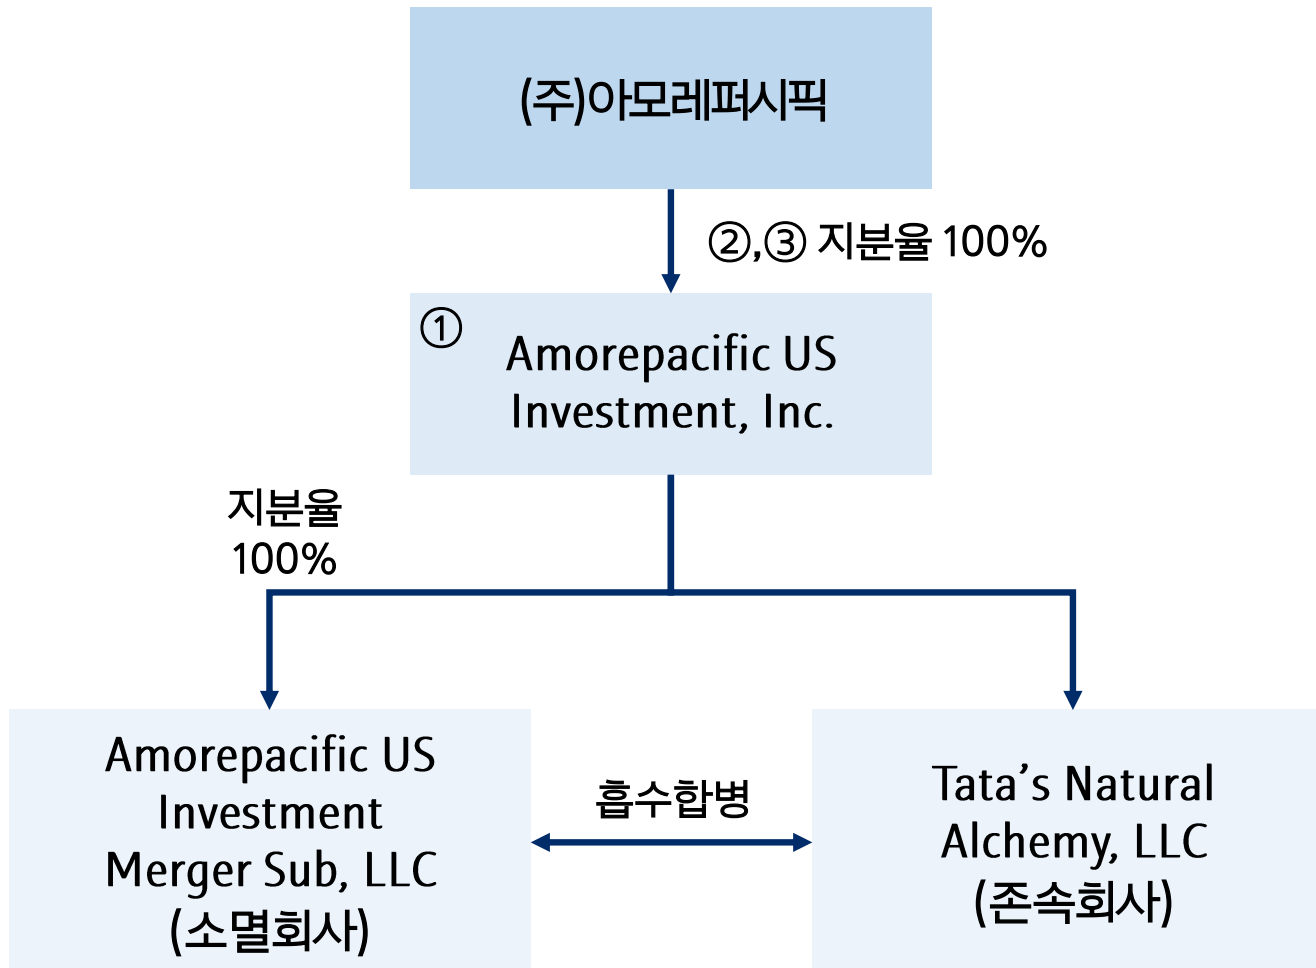 (주)아모레퍼시픽
②,③ 지분율 100%
①
Amorepacific US
Investment, Inc.
지분율
100%
Amorepacific US
Investment
Merger Sub, LLC
(소멸회사)
흡수합병
Tata’s Natural
Alchemy, LLC
(존속회사)